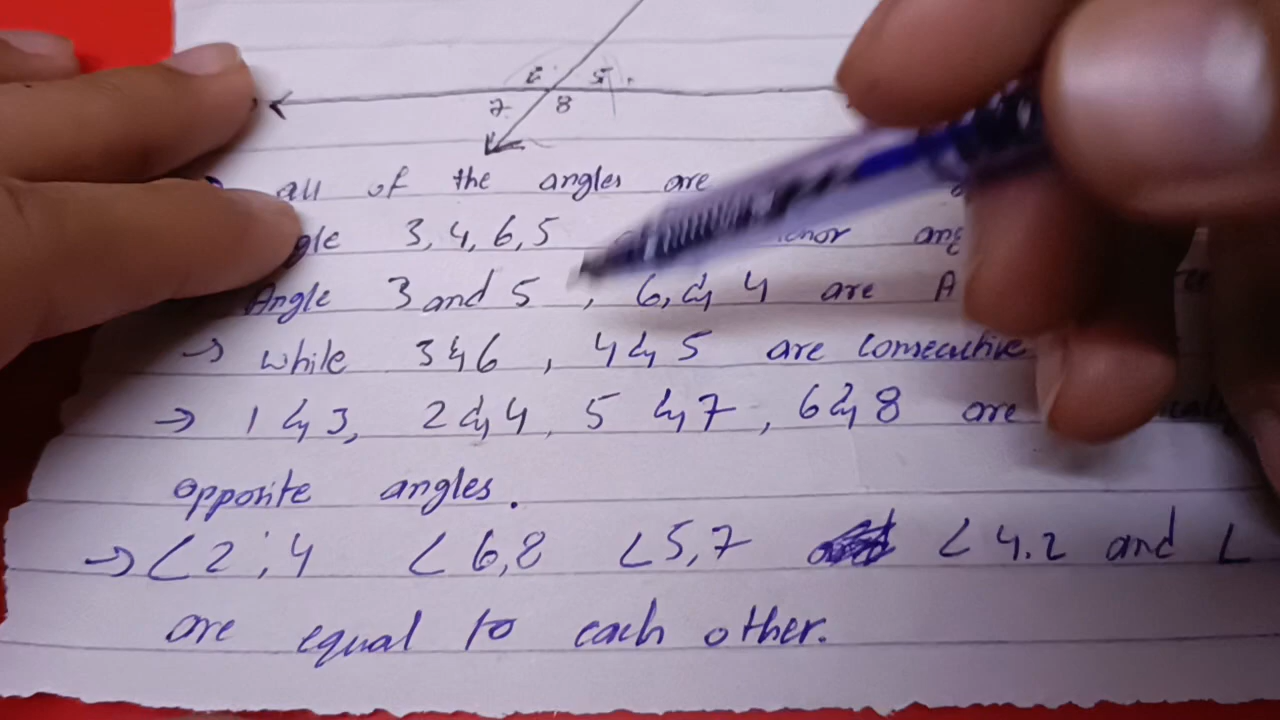 6 5
7 8
all of the angles are
gle 3, 4, 6, 5 ang
Angle 3 and 5 , 6, & 4 are A
→ while 3 & 6 , 4 & 5 are consecutive
→ 1 & 3, 2 & 4, 5 & 7, 6 & 8 are
opposite angles.
→ ∠2,4 ∠6,8 ∠5,7 ∠4.2 and ∠
are equal to each other.